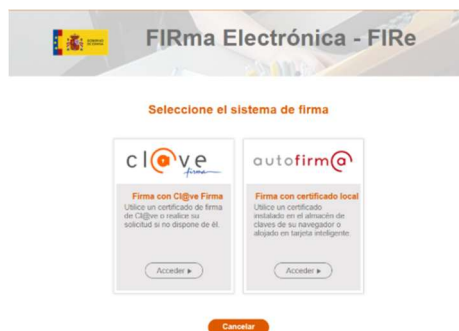 FIRma Electrónica - FIRe
Seleccione el sistema de firma
cl@ve
firma
autofirm@
Firma con Cl@ve Firma
Utilice un certificado de firma
de Cl@ve o realice su
solicitud si no dispone de él.
Acceder
Firma con certificado local
Utilice un certificado
instalado en el almacén de
claves de su navegador o
alojado en tarjeta inteligente.
Acceder
Cancelar